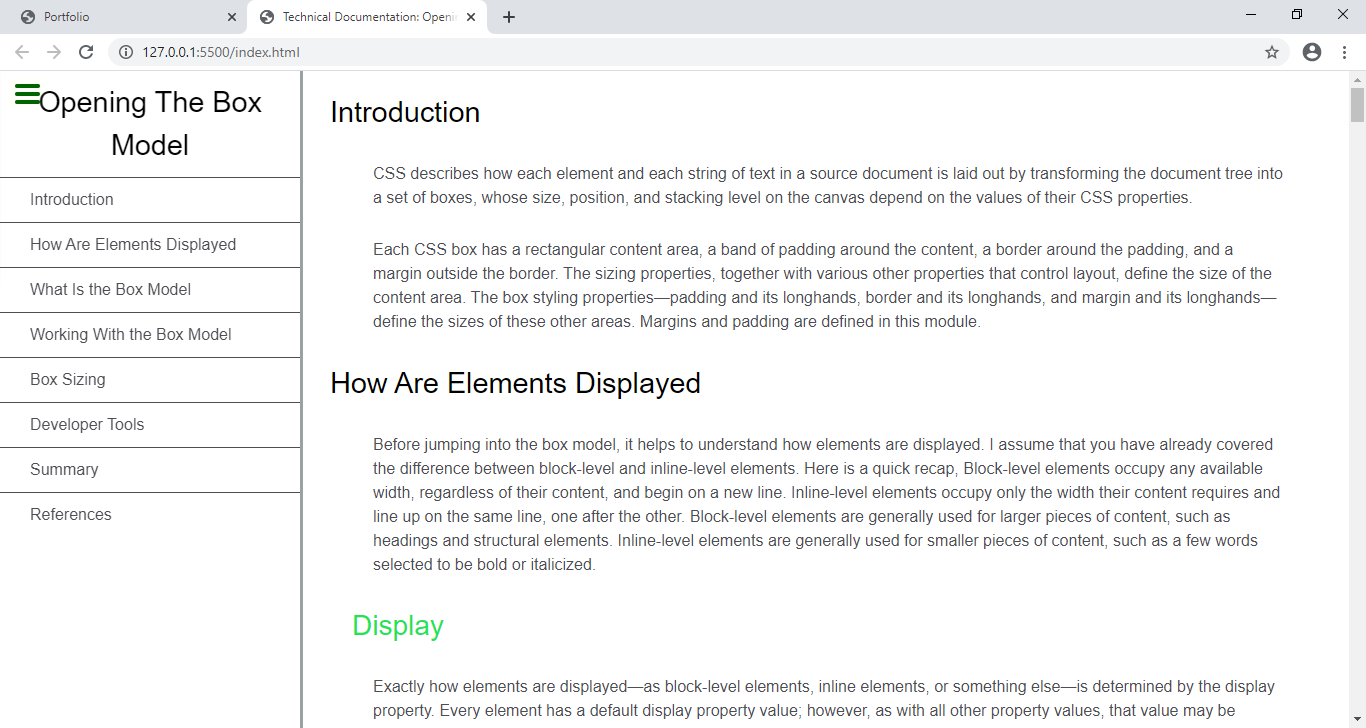 Portfolio
Technical Documentation: Openi
127.0.0.1:5500/index.html
Opening The Box
Model
Introduction
How Are Elements Displayed
What Is the Box Model
Working With the Box Model
Box Sizing
Developer Tools
Summary
References
Introduction
CSS describes how each element and each string of text in a source document is laid out by transforming the document tree into
a set of boxes, whose size, position, and stacking level on the canvas depend on the values of their CSS properties.
Each CSS box has a rectangular content area, a band of padding around the content, a border around the padding, and a
margin outside the border. The sizing properties, together with various other properties that control layout, define the size of the
content area. The box styling properties—padding and its longhands, border and its longhands, and margin and its longhands—
define the sizes of these other areas. Margins and padding are defined in this module.
How Are Elements Displayed
Before jumping into the box model, it helps to understand how elements are displayed. I assume that you have already covered
the difference between block-level and inline-level elements. Here is a quick recap, Block-level elements occupy any available
width, regardless of their content, and begin on a new line. Inline-level elements occupy only the width their content requires and
line up on the same line, one after the other. Block-level elements are generally used for larger pieces of content, such as
headings and structural elements. Inline-level elements are generally used for smaller pieces of content, such as a few words
selected to be bold or italicized.
Display
Exactly how elements are displayed—as block-level elements, inline elements, or something else—is determined by the display
property. Every element has a default display property value; however, as with all other property values, that value may be